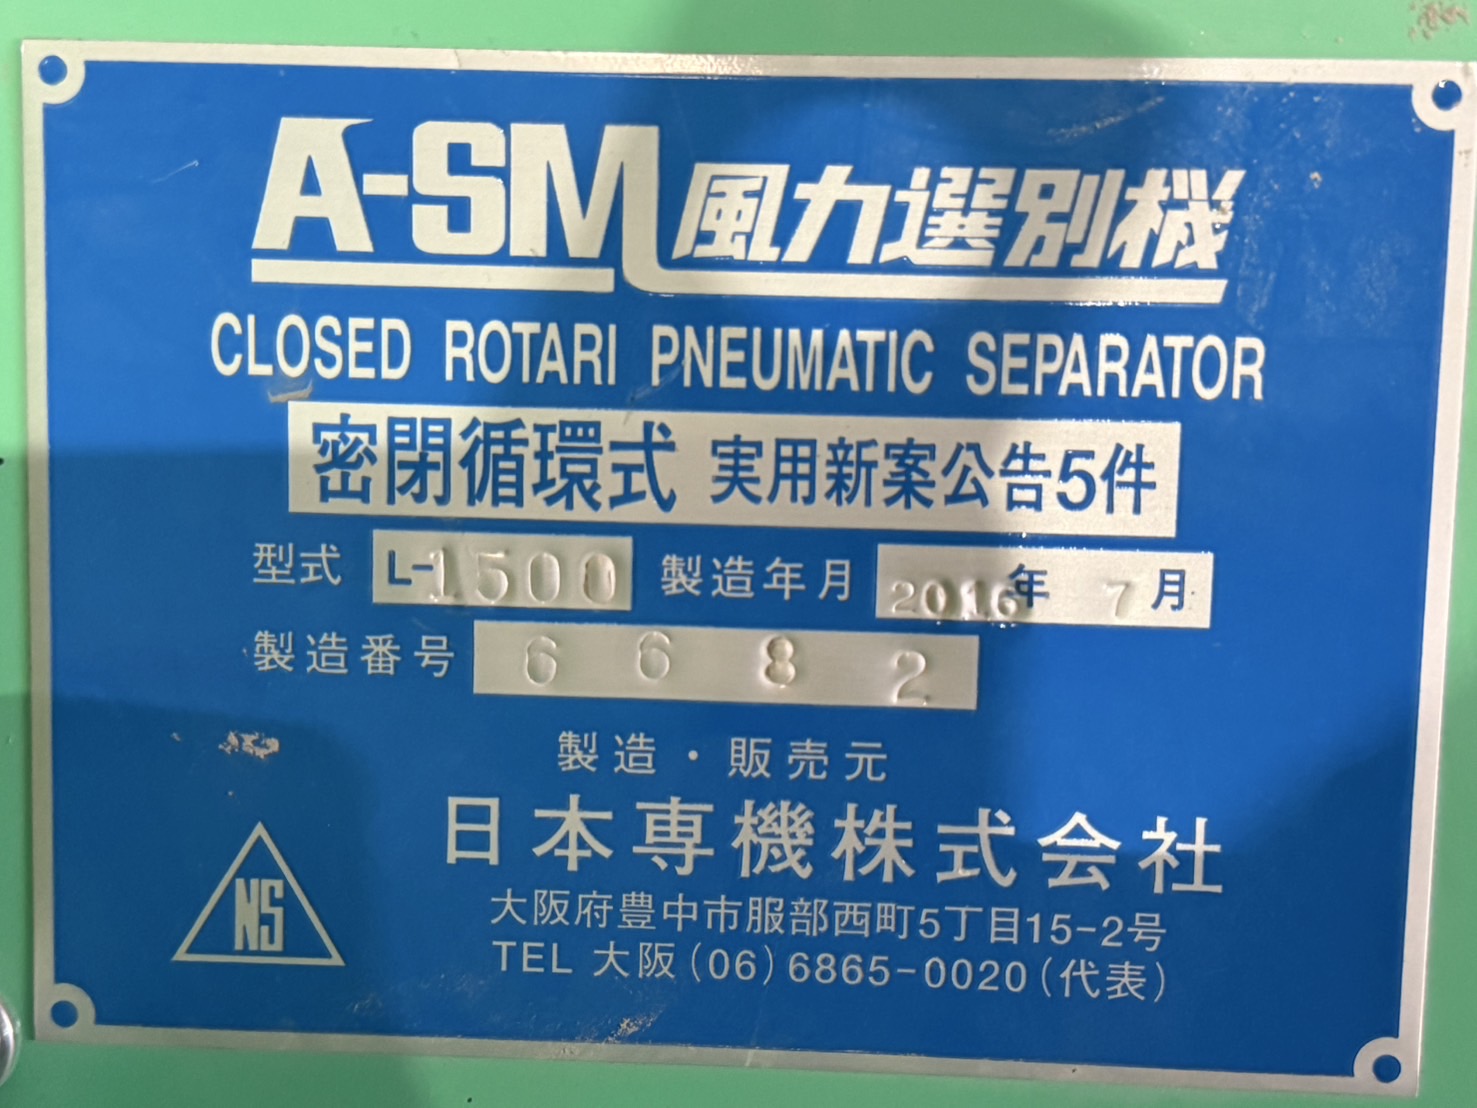 A-SM風力選別機
CLOSED ROTARI PNEUMATIC SEPARATOR
密閉循環式 実用新案公告5件
型式 L-1500 製造年月 2016年 7月
製造番号 6682
製造・販売元
日本専機株式会社
NS
大阪府豊中市服部西町5丁目15-2号
TEL 大阪(06)6865-0020(代表)